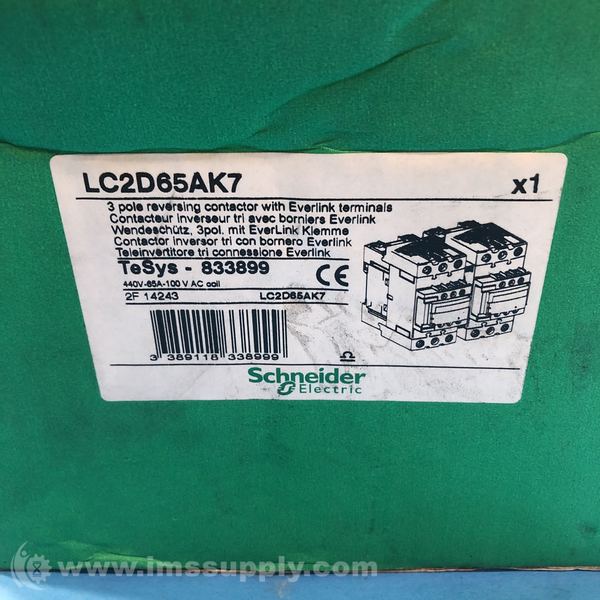 LC2D65AK7 x1
3 pole reversing contactor with Everlink terminals
Contacteur inverseur tri avec borniers Everlink
Wendeschütz, 3pol. mit EverLink Klemme
Contactor inversor tri con bornero Everlink
Teleinvertitore tri connessione Everlink
TeSys - 833899
CE
440V-65A-100 V AC coil
2F 14243 LC2D65AK7
3 389118 338999
Schneider
Electric
www.imssupply.com